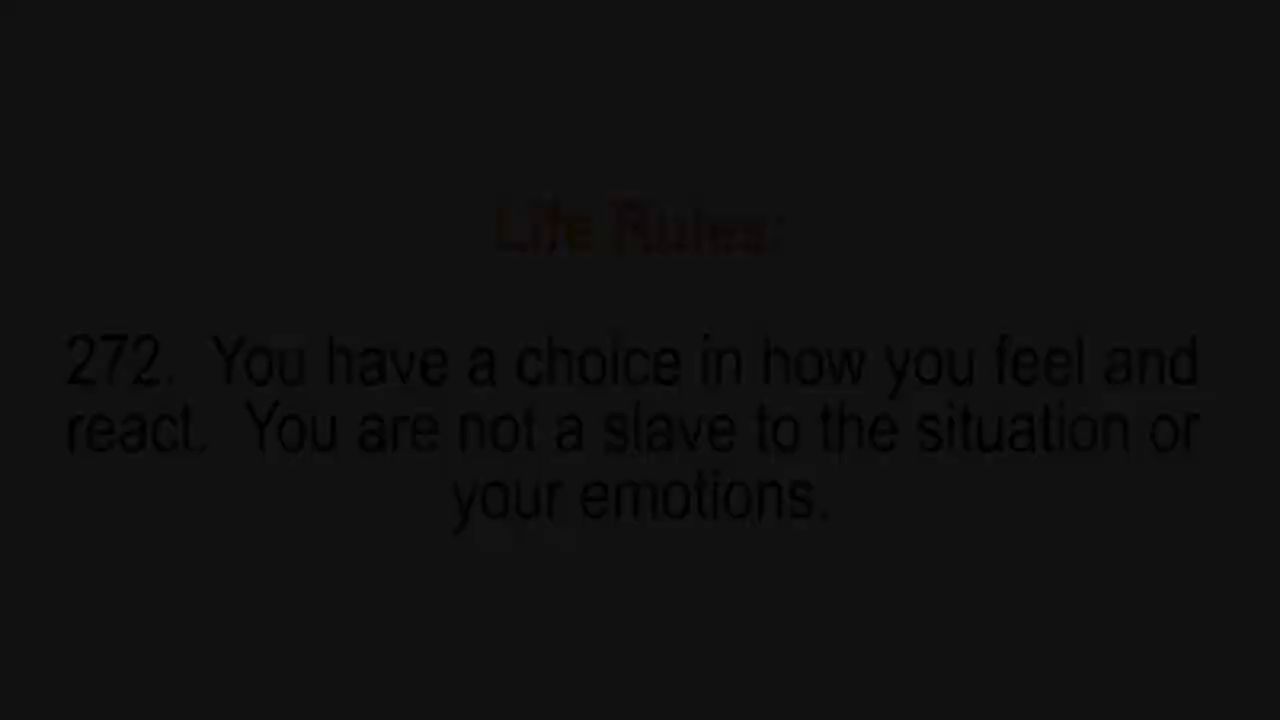 Life Rules:
272. You have a choice in how you feel and
react. You are not a slave to the situation or
your emotions.